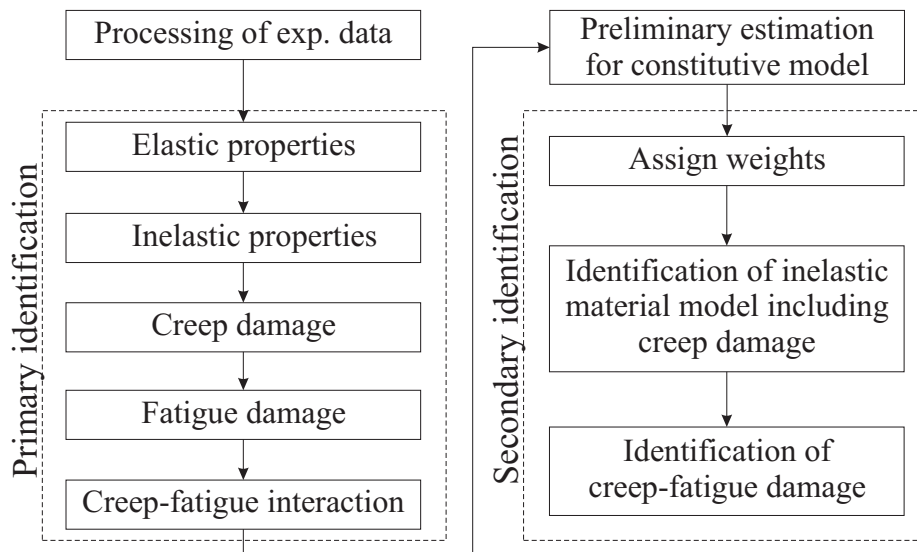 Processing of exp. data
Primary identification
Elastic properties
Inelastic properties
Creep damage
Fatigue damage
Creep-fatigue interaction
Preliminary estimation
for constitutive model
Secondary identification
Assign weights
Identification of inelastic
material model including
creep damage
Identification of
creep-fatigue damage